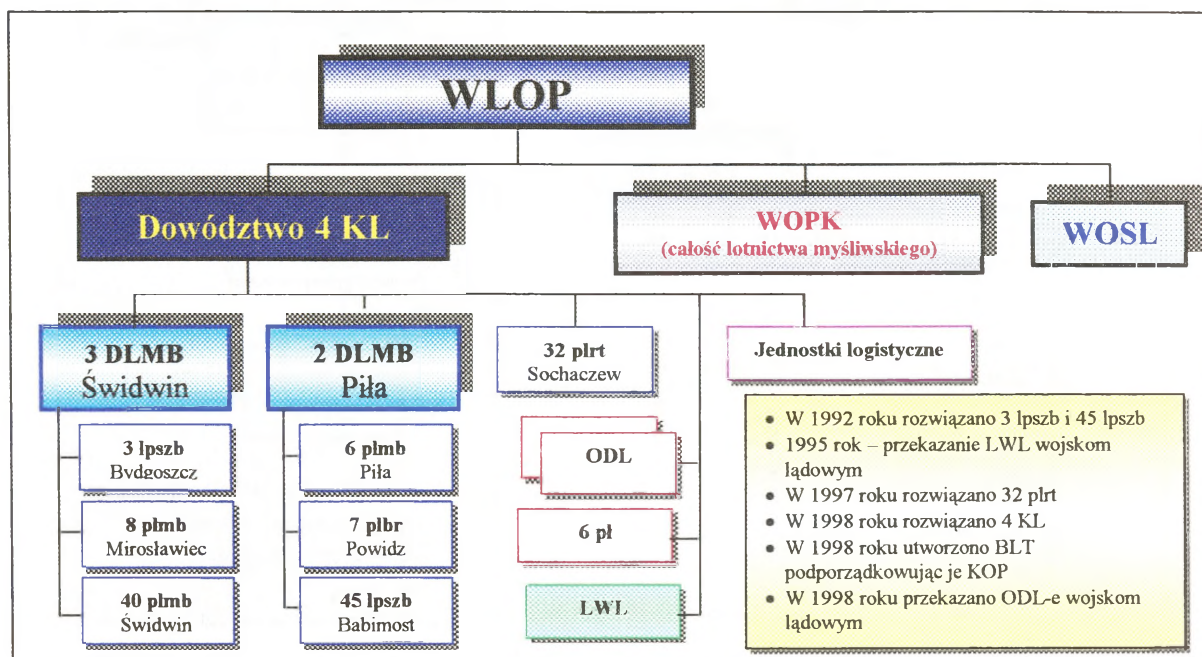 WLOP
Dowództwo 4 KL
WOPK
(całość lotnictwa myśliwskiego)
WOSL
3 DLMB
Świdwin
2 DLMB
Piła
32 plrt
Sochaczew
Jednostki logistyczne
3 lpszb
Bydgoszcz
6 plmb
Piła
ODL
8 plmb
Mirosławiec
7 plbr
Powidz
6 pł
40 plmb
Świdwin
45 lpszb
Babimost
LWL
• W 1992 roku rozwiązano 3 lpszb i 45 lpszb
• 1995 rok – przekazanie LWL wojskom
lądowym
• W 1997 roku rozwiązano 32 plrt
• W 1998 roku rozwiązano 4 KL
• W 1998 roku utworzono BLT
podporządkowując je KOP
• W 1998 roku przekazano ODL-e wojskom
lądowym